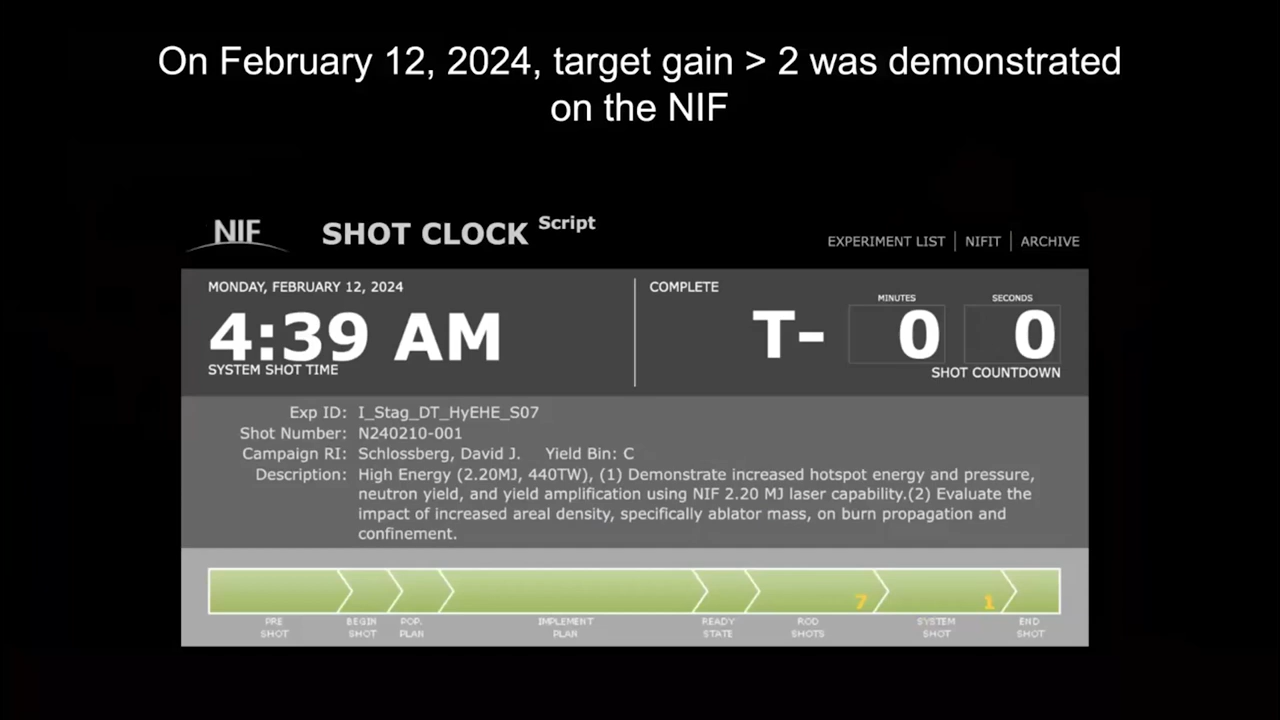 On February 12, 2024, target gain > 2 was demonstrated
on the NIF
NIF
SHOT CLOCK Script
EXPERIMENT LIST | NIFIT | ARCHIVE
MONDAY, FEBRUARY 12, 2024
4:39 AM
SYSTEM SHOT TIME
COMPLETE
MINUTES SECONDS
T- 0 0
SHOT COUNTDOWN
Exp ID: I_Stag_DT_HyEHE_S07
Shot Number: N240210-001
Campaign RI: Schlossberg, David J. Yield Bin: C
Description: High Energy (2.20MJ, 440TW), (1) Demonstrate increased hotspot energy and pressure,
neutron yield, and yield amplification using NIF 2.20 MJ laser capability.(2) Evaluate the
impact of increased areal density, specifically ablator mass, on burn propagation and
confinement.
7 1
PRE SHOT
BEGIN SHOT
POP. PLAN
IMPLEMENT PLAN
READY STATE
ROD SHOTS
SYSTEM SHOT
END SHOT